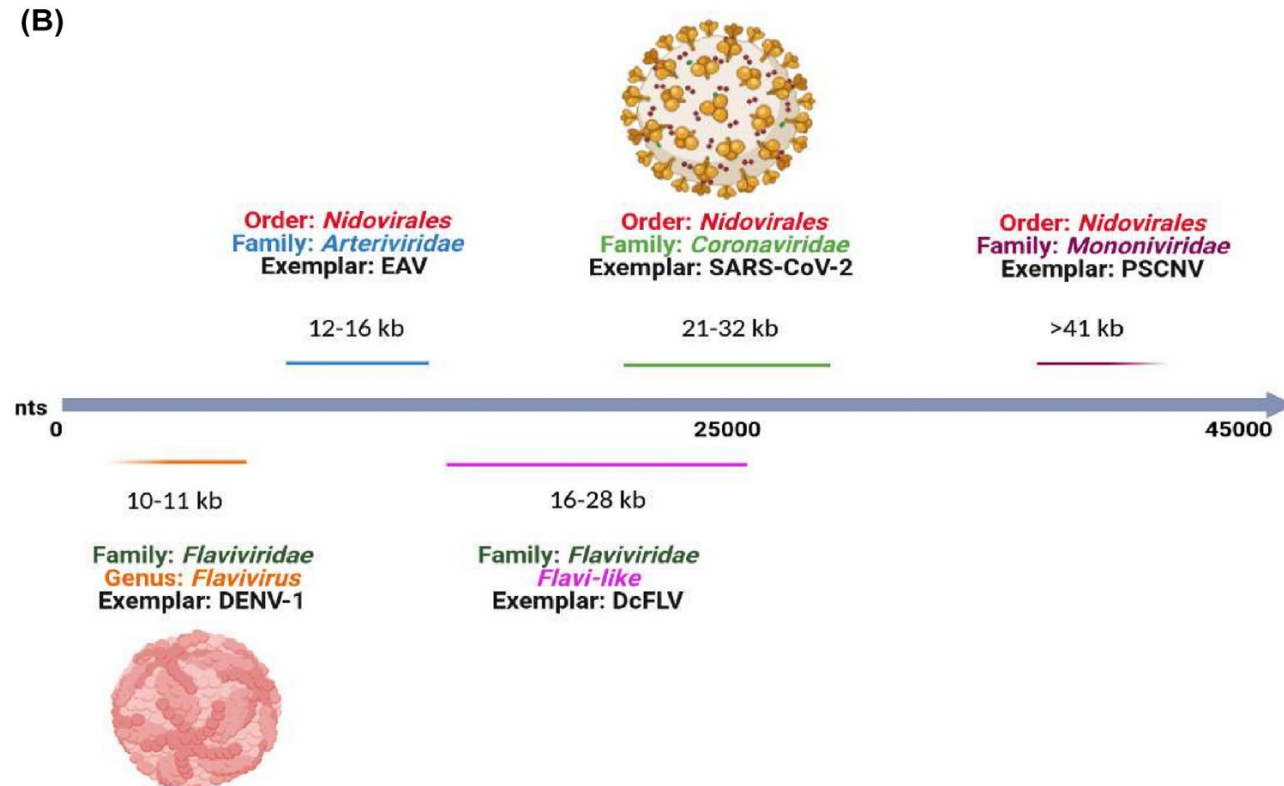 (B)
Order: Nidovirales
Family: Arteriviridae
Exemplar: EAV
12-16 kb
Order: Nidovirales
Family: Coronaviridae
Exemplar: SARS-CoV-2
21-32 kb
Order: Nidovirales
Family: Mononiviridae
Exemplar: PSCNV
>41 kb
nts
0
25000
45000
10-11 kb
Family: Flaviviridae
Genus: Flavivirus
Exemplar: DENV-1
16-28 kb
Family: Flaviviridae
Flavi-like
Exemplar: DcFLV